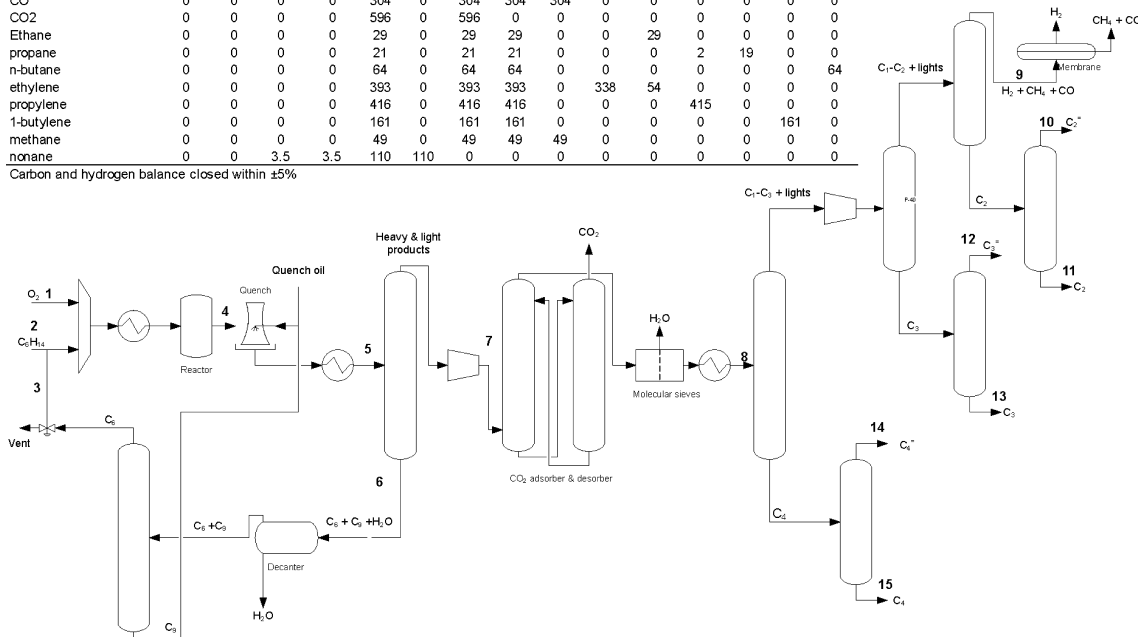 CO 0 0 0 0 304 0 304 304 304 0 0 0 0 0 0
CO2 0 0 0 0 596 0 596 0 0 0 0 0 0 0 0
Ethane 0 0 0 0 29 0 29 29 0 0 29 0 0 0 0
propane 0 0 0 0 21 0 21 21 0 0 0 2 19 0 0
n-butane 0 0 0 0 64 0 64 64 0 0 0 0 0 0 64
ethylene 0 0 0 0 393 0 393 393 0 338 54 0 0 0 0
propylene 0 0 0 0 416 0 416 416 0 0 0 415 0 0 0
1-butylene 0 0 0 0 161 0 161 161 0 0 0 0 0 161 0
methane 0 0 0 0 49 0 49 49 49 0 0 0 0 0 0
nonane 0 0 3.5 3.5 110 110 0 0 0 0 0 0 0 0 0
Carbon and hydrogen balance closed within ±5%
H₂
CH₄ + CO
Membrane
C₁-C₂ + lights
9
H₂ + CH₄ + CO
10 C₂⁼
C₂
11
C₂
P-40
C₁-C₃ + lights
12
C₃⁼
C₃
13
C₃
CO₂
Heavy & light
products
Quench oil
Quench
O₂ 1
2
C₆H₁₄
3
4
Reactor
5
7
H₂O
8
Molecular sieves
C₆
Vent
6
CO₂ adsorber & desorber
14
C₄⁼
C₄
15
C₄
C₆ +C₉
C₆ + C₉ +H₂O
Decanter
H₂O
C₉